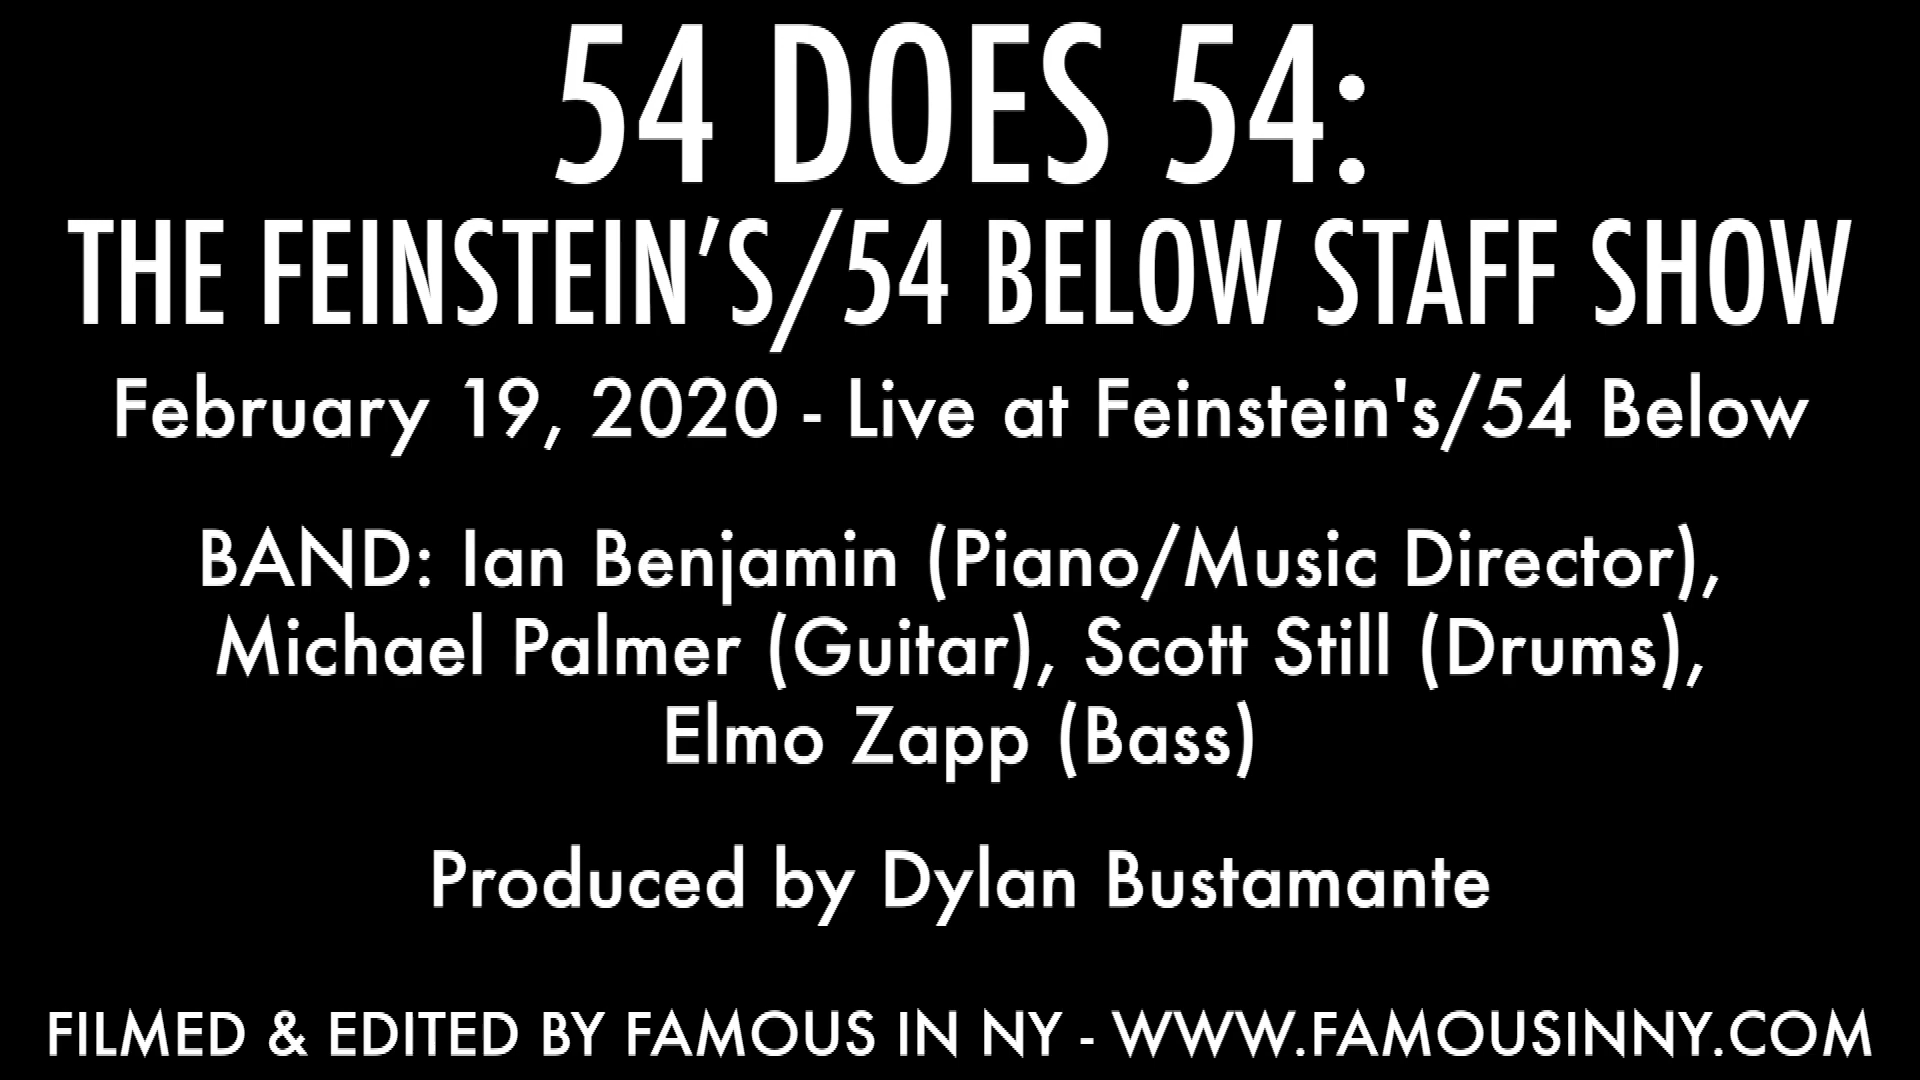 54 DOES 54:
THE FEINSTEIN’S/54 BELOW STAFF SHOW
February 19, 2020 - Live at Feinstein's/54 Below
BAND: Ian Benjamin (Piano/Music Director),
Michael Palmer (Guitar), Scott Still (Drums),
Elmo Zapp (Bass)
Produced by Dylan Bustamante
FILMED & EDITED BY FAMOUS IN NY - WWW.FAMOUSINNY.COM